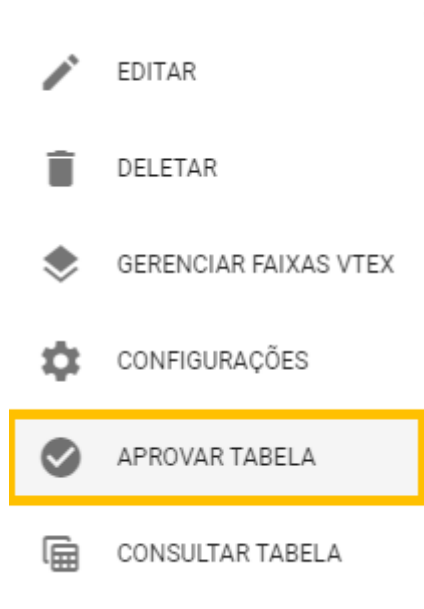 EDITAR
DELETAR
GERENCIAR FAIXAS VTEX
CONFIGURAÇÕES
APROVAR TABELA
CONSULTAR TABELA